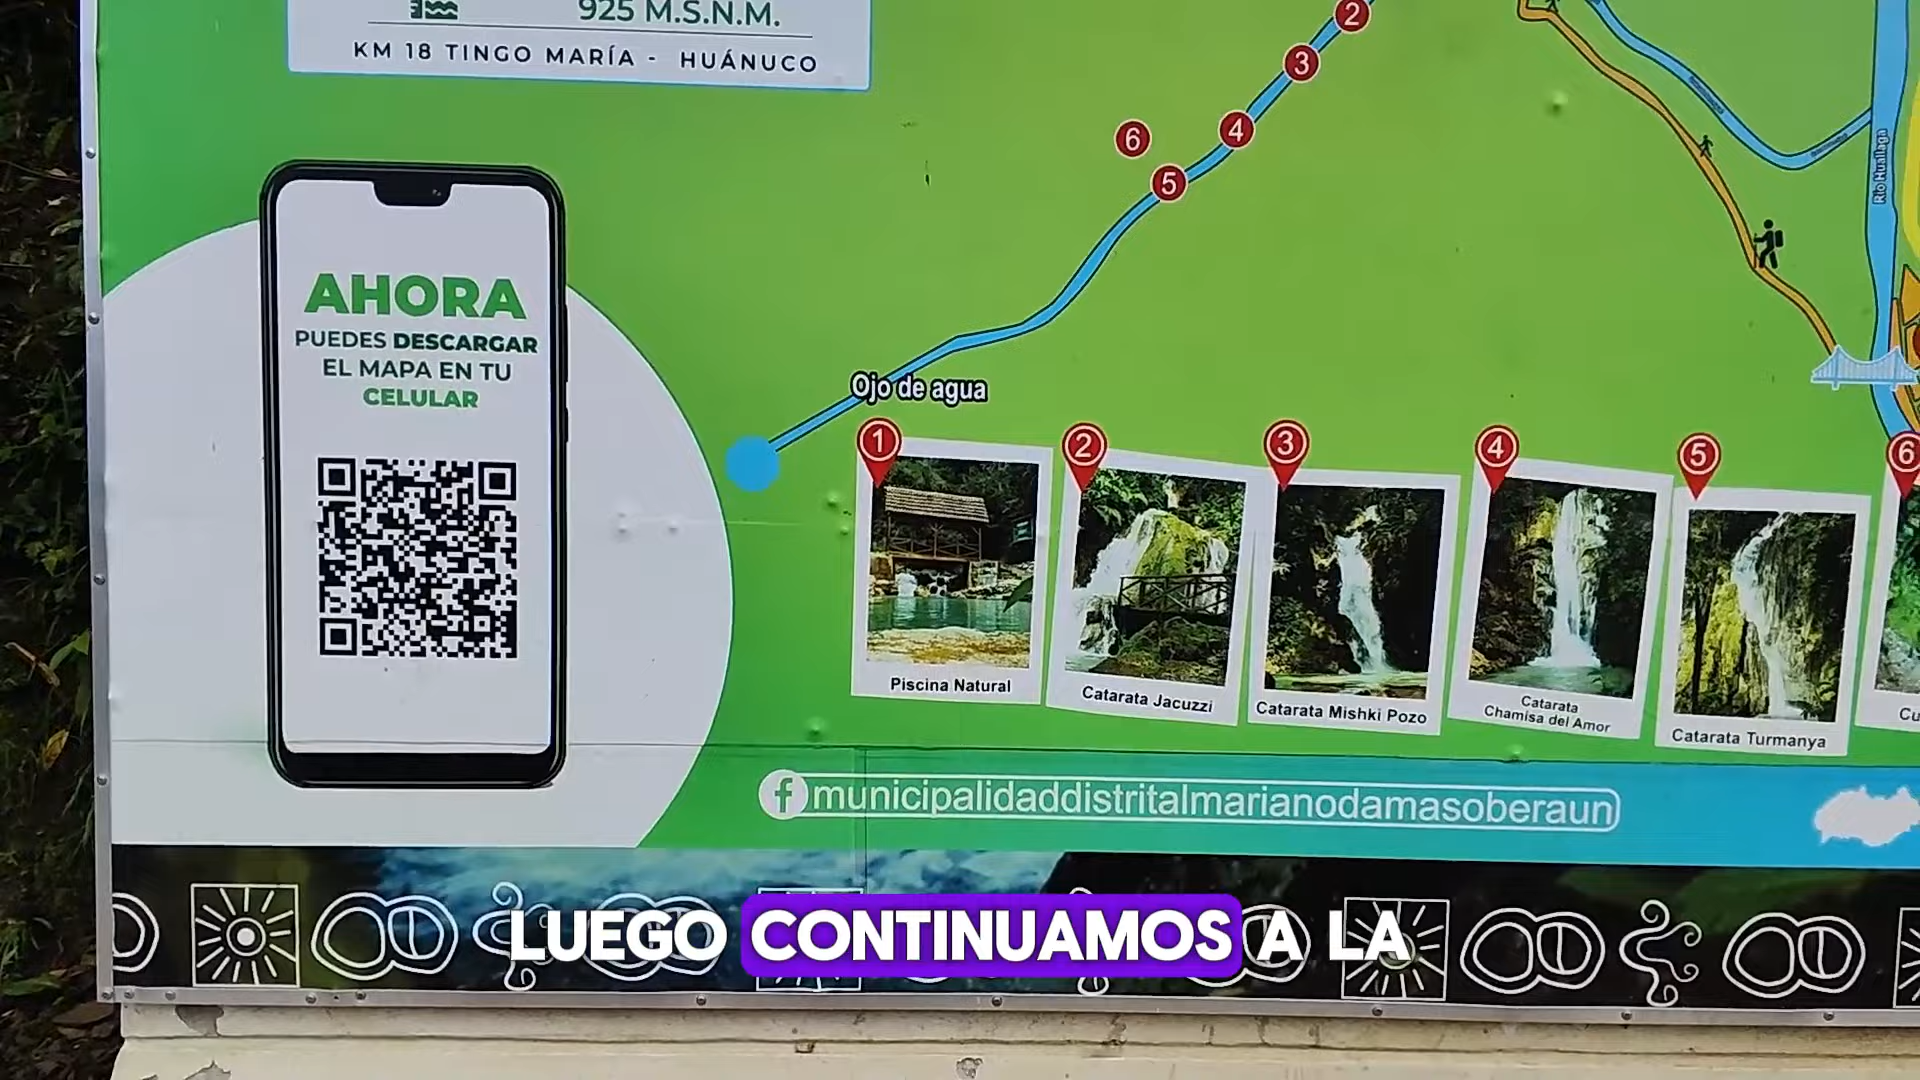 925 M.S.N.M.
KM 18 TINGO MARÍA - HUÁNUCO
2
3
4
6
5
Río Huallaga
AHORA
PUEDES DESCARGAR
EL MAPA EN TU
CELULAR
Ojo de agua
1
2
3
4
5
6
Piscina Natural
Catarata Jacuzzi
Catarata Mishki Pozo
Catarata
Chamisa del Amor
Catarata Turmanya
Cu
f municipalidaddistritalmarianodamasoberaun
LUEGO CONTINUAMOS A LA